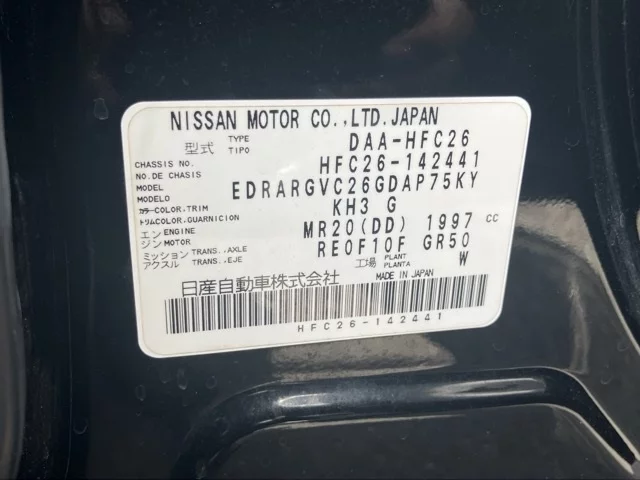 NISSAN MOTOR CO.,LTD.JAPAN
型式 TYPE TIPO DAA-HFC26
CHASSIS NO. NO.DE CHASIS HFC26-142441
MODEL MODELO EDRARGVC26GDAP75KY
カラ COLOR,TRIM トリム COLOR,GUARNICION KH3 G
エン ジン ENGINE MOTOR MR20(DD) 1997 CC
ミッション アクスル TRANS.,AXLE TRANS.,EJE RE0F10F GR50
工場 PLANT PLANTA W
日産自動車株式会社 MADE IN JAPAN
HFC26-142441